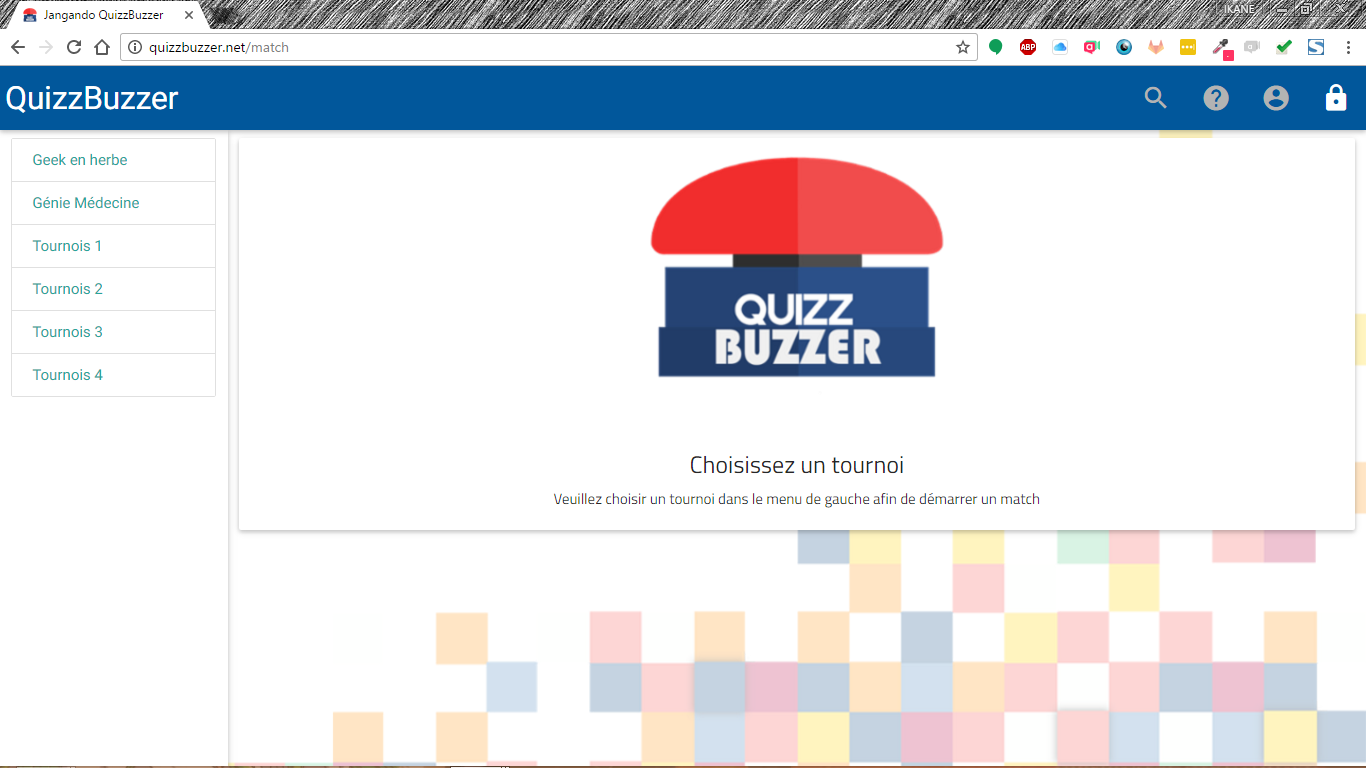 Jangando QuizzBuzzer
IKANE
quizzbuzzer.net/match
ABP
QuizzBuzzer
Geek en herbe
Génie Médecine
Tournois 1
Tournois 2
Tournois 3
Tournois 4
QUIZZ
BUZZER
Choisissez un tournoi
Veuillez choisir un tournoi dans le menu de gauche afin de démarrer un match